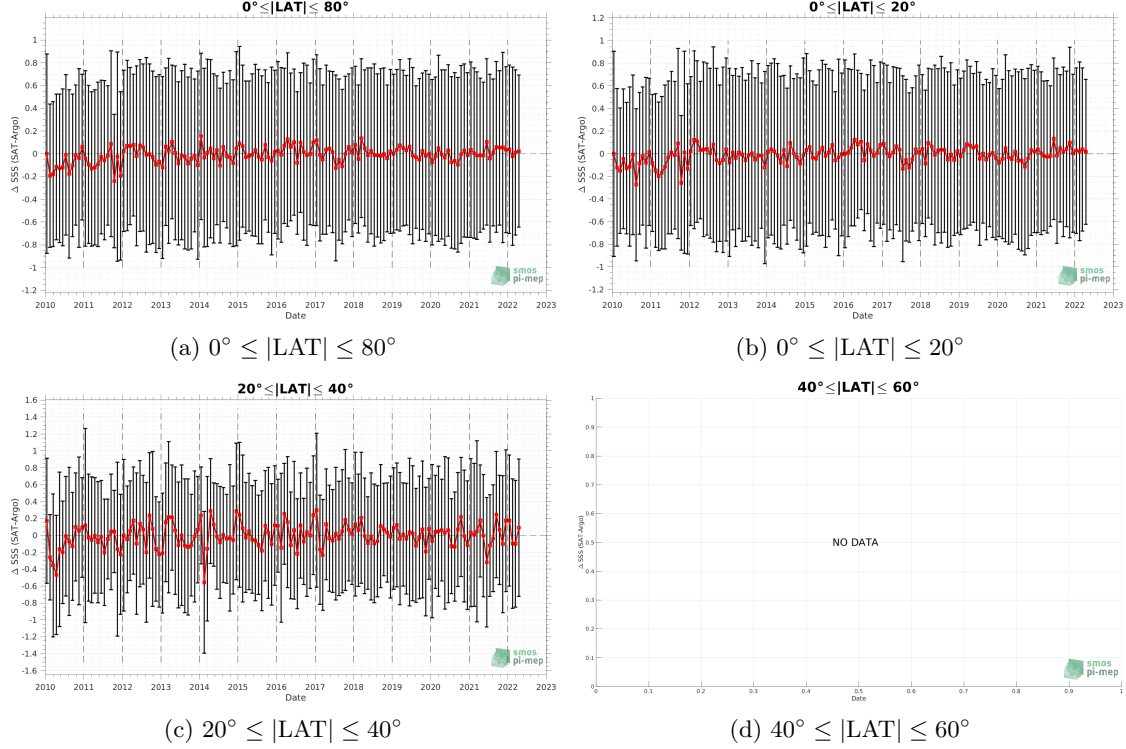 0°≤|LAT|≤ 80°
Δ SSS (SAT-Argo)
1.2
1
0.8
0.6
0.4
0.2
0
-0.2
-0.4
-0.6
-0.8
-1
-1.2
2010 2011 2012 2013 2014 2015 2016 2017 2018 2019 2020 2021 2022 2023
Date
smos
pi-mep
(a) 0° ≤ |LAT| ≤ 80°
0°≤|LAT|≤ 20°
Δ SSS (SAT-Argo)
1.2
1
0.8
0.6
0.4
0.2
0
-0.2
-0.4
-0.6
-0.8
-1
-1.2
2010 2011 2012 2013 2014 2015 2016 2017 2018 2019 2020 2021 2022 2023
Date
smos
pi-mep
(b) 0° ≤ |LAT| ≤ 20°
20°≤|LAT|≤ 40°
Δ SSS (SAT-Argo)
1.6
1.4
1.2
1
0.8
0.6
0.4
0.2
0
-0.2
-0.4
-0.6
-0.8
-1
-1.2
-1.4
-1.6
2010 2011 2012 2013 2014 2015 2016 2017 2018 2019 2020 2021 2022 2023
Date
smos
pi-mep
(c) 20° ≤ |LAT| ≤ 40°
40°≤|LAT|≤ 60°
Δ SSS (SAT-Argo)
1
0.9
0.8
0.7
0.6
0.5
0.4
0.3
0.2
0.1
0
NO DATA
0 0.1 0.2 0.3 0.4 0.5 0.6 0.7 0.8 0.9 1
Date
smos
pi-mep
(d) 40° ≤ |LAT| ≤ 60°